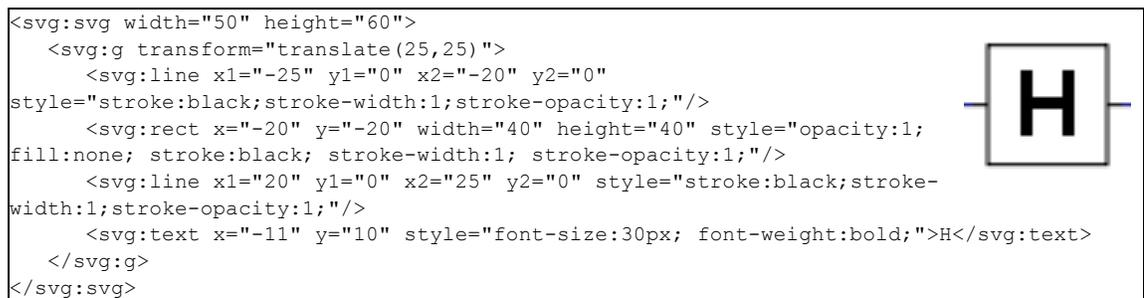 <svg:svg width="50" height="60">
   <svg:g transform="translate(25,25)">
      <svg:line x1="-25" y1="0" x2="-20" y2="0"
style="stroke:black;stroke-width:1;stroke-opacity:1;"/>
      <svg:rect x="-20" y="-20" width="40" height="40" style="opacity:1;
fill:none; stroke:black; stroke-width:1; stroke-opacity:1;"/>
      <svg:line x1="20" y1="0" x2="25" y2="0" style="stroke:black;stroke-
width:1;stroke-opacity:1;"/>
      <svg:text x="-11" y="10" style="font-size:30px; font-weight:bold;">H</svg:text>
   </svg:g>
</svg:svg>
H